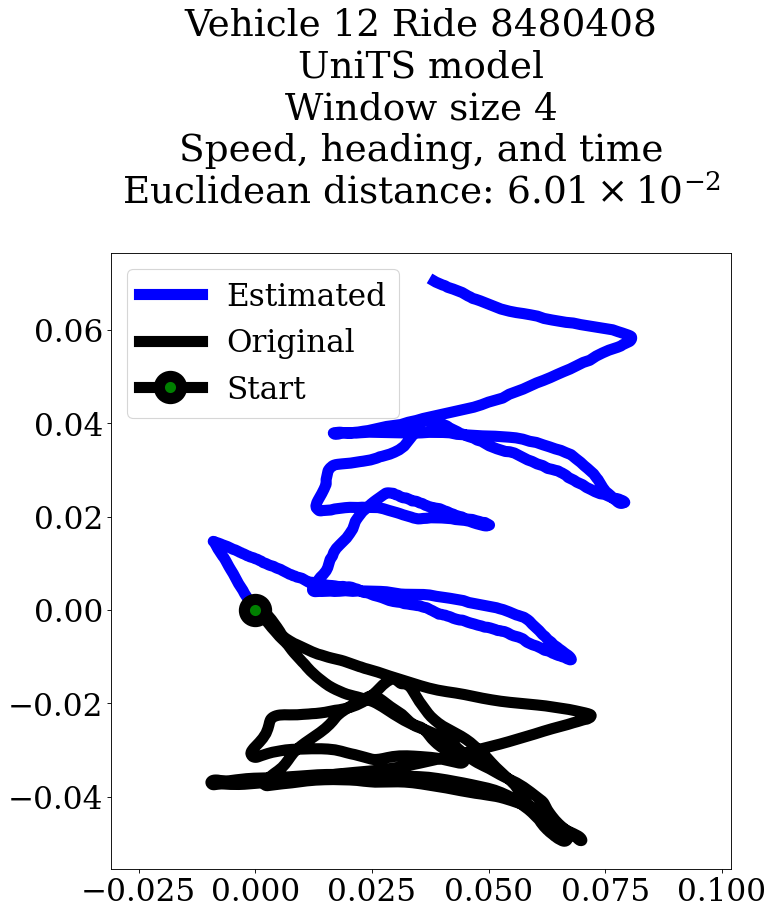 Vehicle 12 Ride 8480408
UniTS model
Window size 4
Speed, heading, and time
Euclidean distance: 6.01 × 10⁻²
Estimated
Original
Start
0.06
0.04
0.02
0.00
−0.02
−0.04
−0.025 0.000 0.025 0.050 0.075 0.100